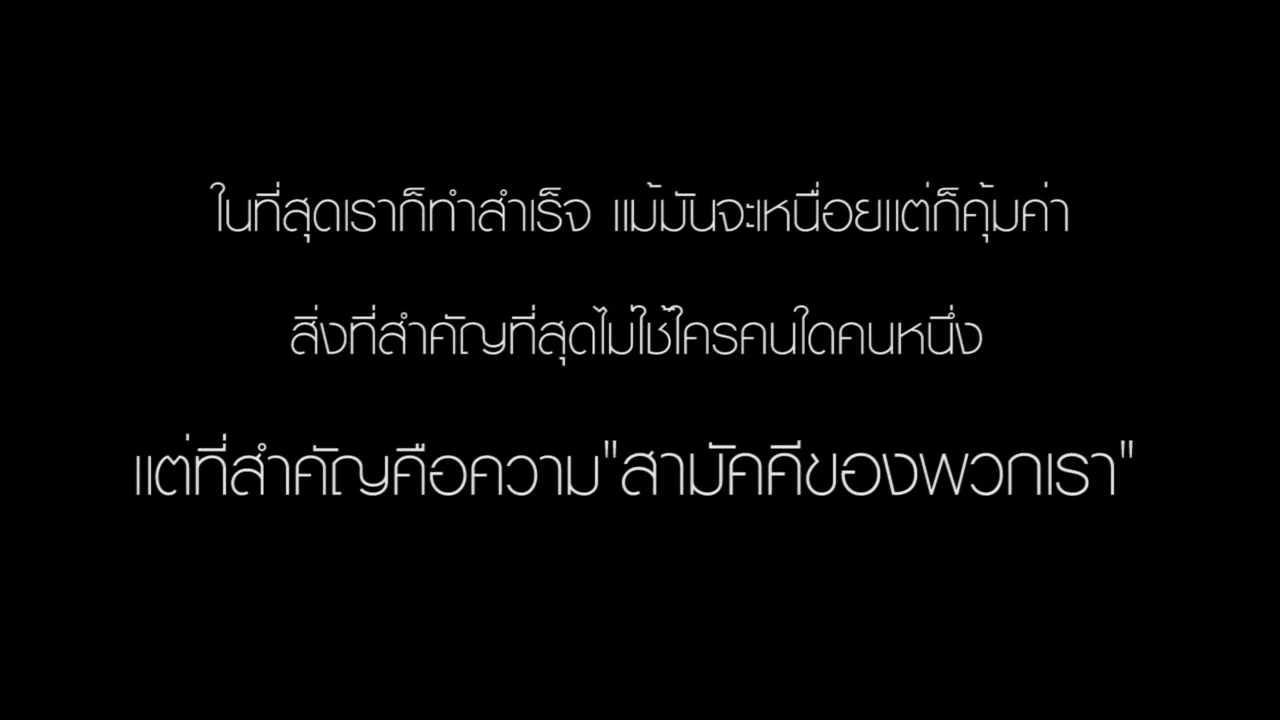 ในที่สุดเราก็ทำสำเร็จ แม้มันจะเหนื่อยแต่ก็คุ้มค่า
สิ่งที่สำคัญที่สุดไม่ใช้ใครคนใดคนหนึ่ง
แต่ที่สำคัญคือความ"สามัคคีของพวกเรา"